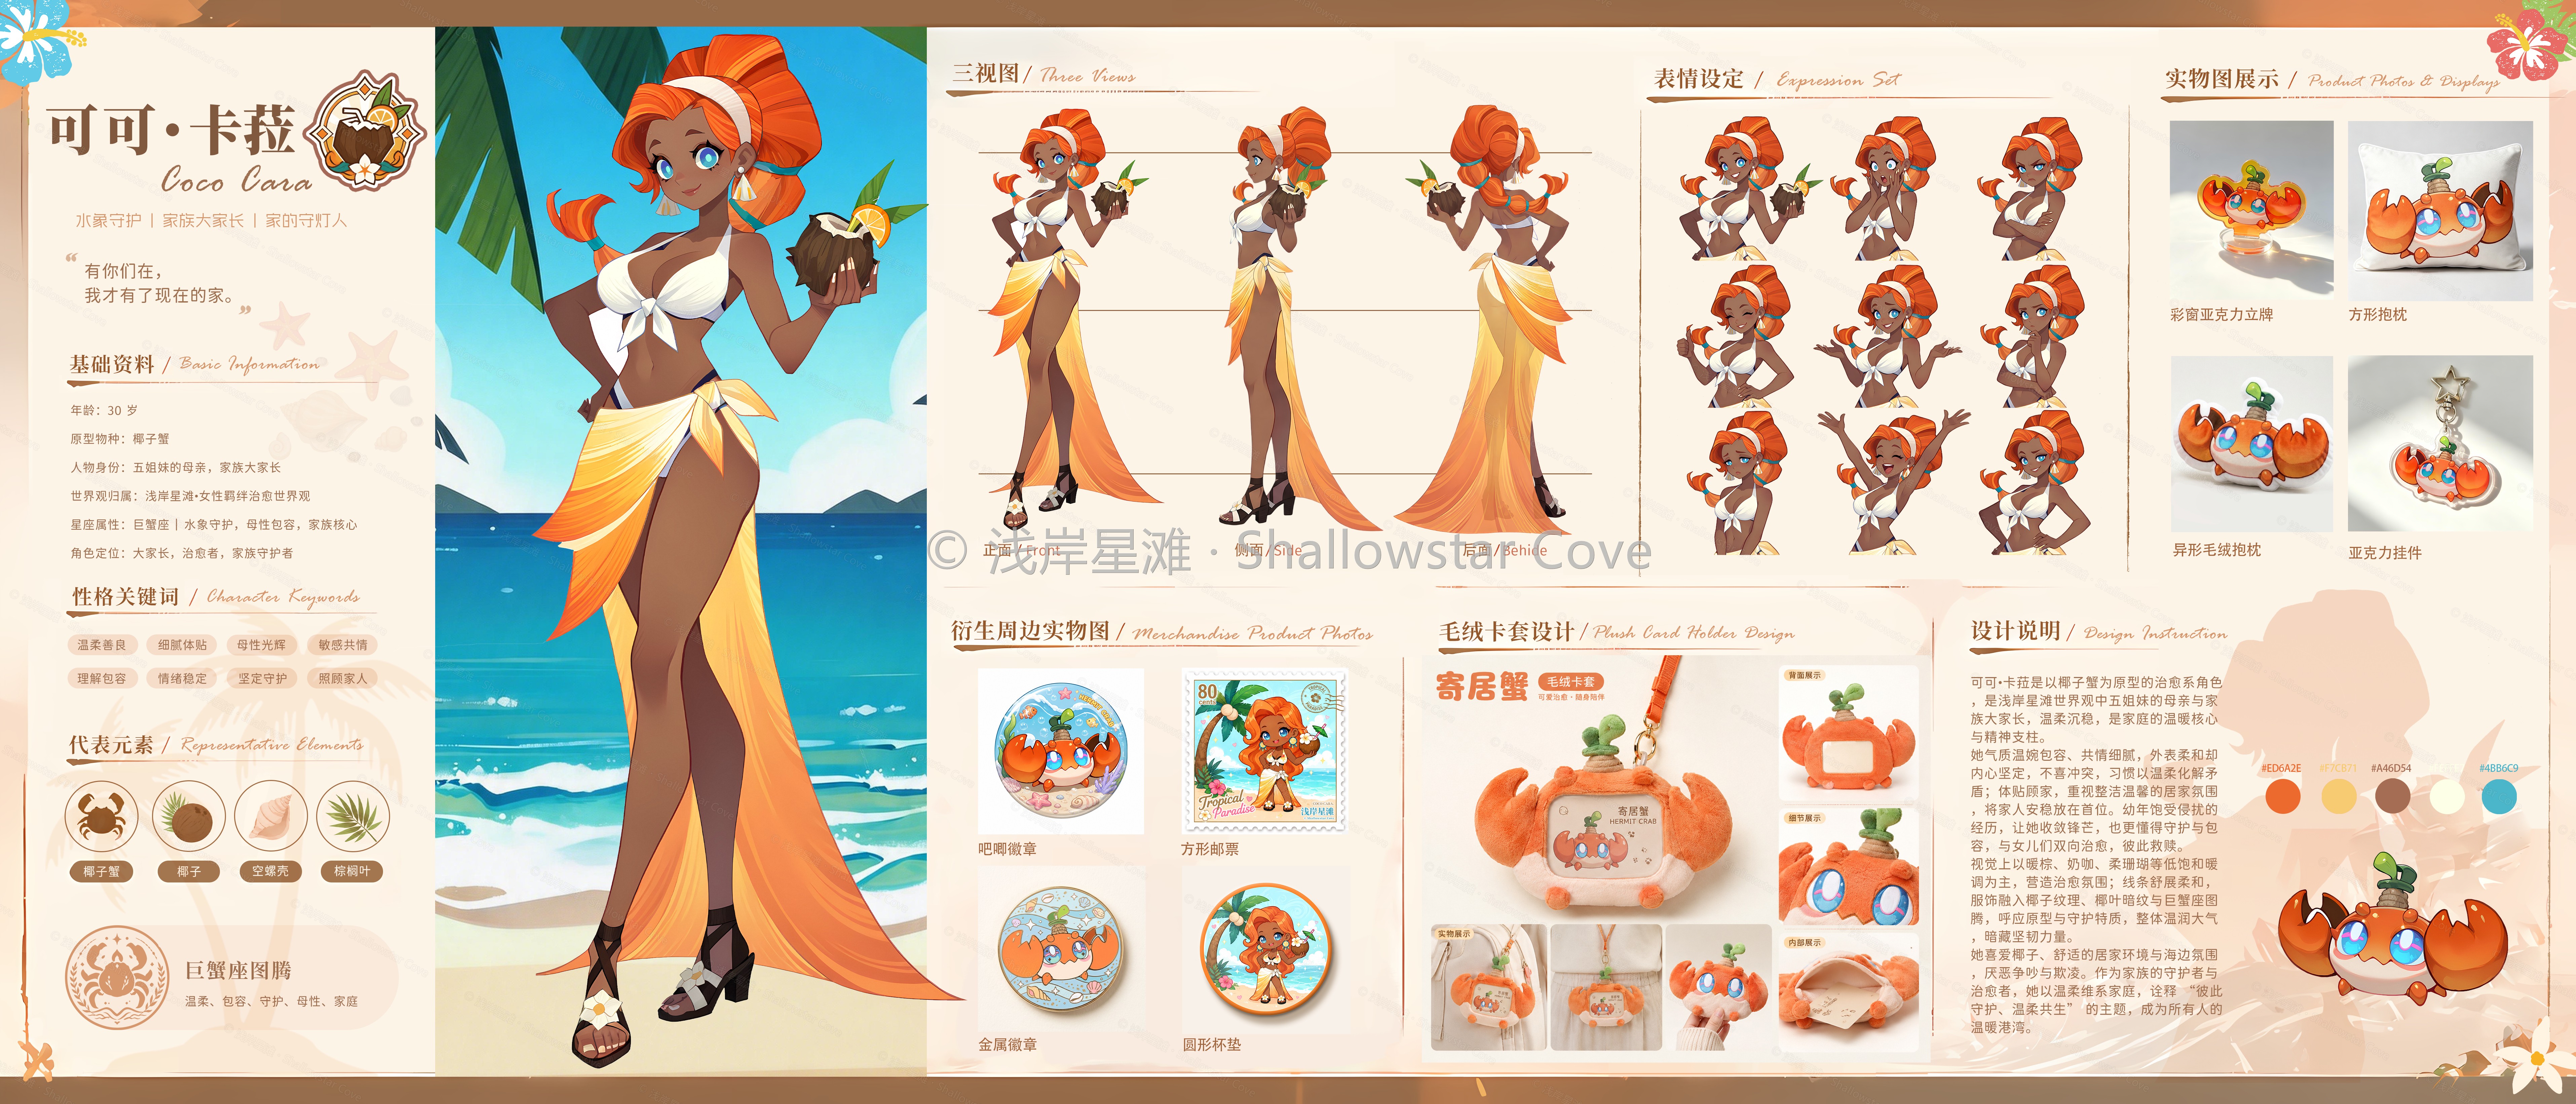 可可·卡菈
Coco Cara
水象守护 | 家族大家长 | 家的守灯人
“ 有你们在，
我才有了现在的家。 ”
基础资料 / Basic Information
年龄：30 岁
原型物种：椰子蟹
人物身份：五姐妹的母亲，家族大家长
世界观归属：浅岸星滩•女性羁绊治愈世界观
星座属性：巨蟹座 | 水象守护，母性包容，家族核心
角色定位：大家长，治愈者，家族守护者
性格关键词 / Character Keywords
温柔善良 细腻体贴 母性光辉 敏感共情
理解包容 情绪稳定 坚定守护 照顾家人
代表元素 / Representative Elements
椰子蟹 椰子 空螺壳 棕榈叶
巨蟹座图腾
温柔、包容、守护、母性、家庭
三视图 / Three Views
正面 / Front
侧面 / Side
后面 / Behide
© 浅岸星滩 · Shallowstar Cove
表情设定 / Expression Set
实物图展示 / Product Photos & Displays
彩窗亚克力立牌
方形抱枕
异形毛绒抱枕
亚克力挂件
衍生周边实物图 / Merchandise Product Photos
HERMIT CRAB
吧唧徽章
80
Tropical
Paradise
浅岸星滩
方形邮票
金属徽章
圆形杯垫
毛绒卡套设计 / Plush Card Holder Design
寄居蟹
毛绒卡套
可爱治愈·随身陪伴
寄居蟹
HERMIT CRAB
背面展示
细节展示
内部展示
实物展示
设计说明 / Design Instruction
可可•卡菈是以椰子蟹为原型的治愈系角色
，是浅岸星滩世界观中五姐妹的母亲与家
族大家长，温柔沉稳，是家庭的温暖核心
与精神支柱。
她气质温婉包容、共情细腻，外表柔和却
内心坚定，不喜冲突，习惯以温柔化解矛
盾；体贴顾家，重视整洁温馨的居家氛围
，将家人安稳放在首位。幼年饱受侵扰的
经历，让她收敛锋芒，也更懂得守护与包
容，与女儿们双向治愈，彼此救赎。
视觉上以暖棕、奶咖、柔珊瑚等低饱和暖
调为主，营造治愈氛围；线条舒展柔和，
服饰融入椰子纹理、椰叶暗纹与巨蟹座图
腾，呼应原型与守护特质，整体温润大气
，暗藏坚韧力量。
她喜爱椰子、舒适的居家环境与海边氛围
，厌恶争吵与欺凌。作为家族的守护者与
治愈者，她以温柔维系家庭，诠释 “彼此
守护、温柔共生” 的主题，成为所有人的
温暖港湾。
#ED6A2E #F7CB71 #A46D54 #4BB6C9